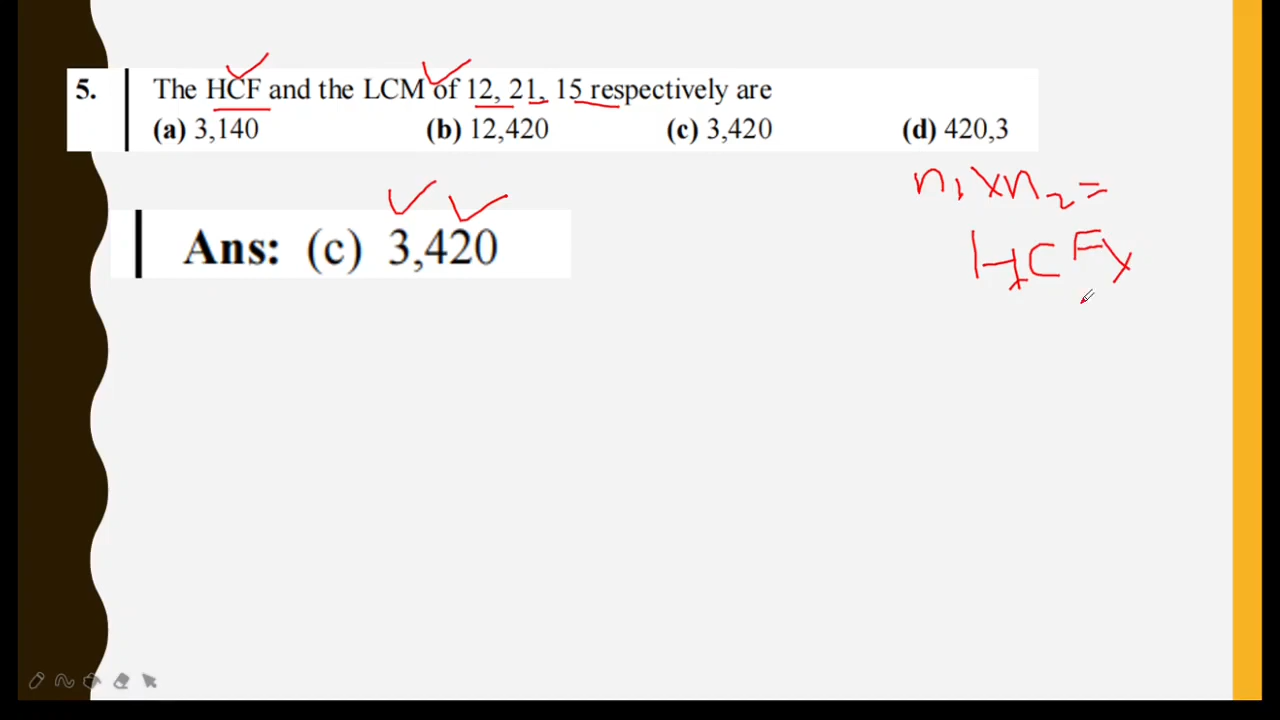 5. The HCF and the LCM of 12, 21, 15 respectively are
(a) 3,140 (b) 12,420 (c) 3,420 (d) 420,3
n₁ x n₂ =
HCF x
Ans: (c) 3,420